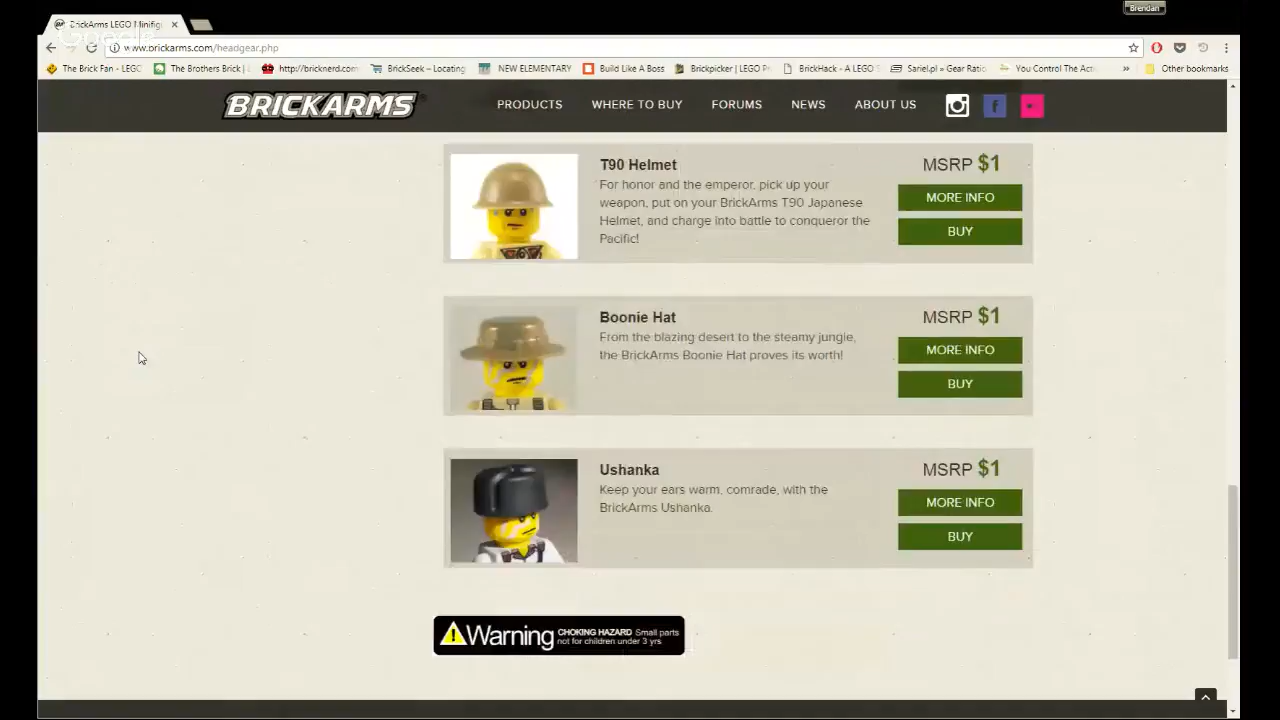 Brendan
BrickArms LEGO Minifig
Google
www.brickarms.com/headgear.php
The Brick Fan - LEGO
The Brothers Brick | L
http://bricknerd.com
BrickSeek – Locating
NEW ELEMENTARY
Build Like A Boss
Brickpicker | LEGO P
BrickHack - A LEGO S
Sariel.pl » Gear Ratio
You Control The Acti
»
Other bookmarks
BRICKARMS
PRODUCTS WHERE TO BUY FORUMS NEWS ABOUT US
T90 Helmet
For honor and the emperor, pick up your
weapon, put on your BrickArms T90 Japanese
Helmet, and charge into battle to conqueror the
Pacific!
MSRP $1
MORE INFO
BUY
Boonie Hat
From the blazing desert to the steamy jungle,
the BrickArms Boonie Hat proves its worth!
MSRP $1
MORE INFO
BUY
Ushanka
Keep your ears warm, comrade, with the
BrickArms Ushanka.
MSRP $1
MORE INFO
BUY
Warning CHOKING HAZARD Small parts
not for children under 3 yrs.